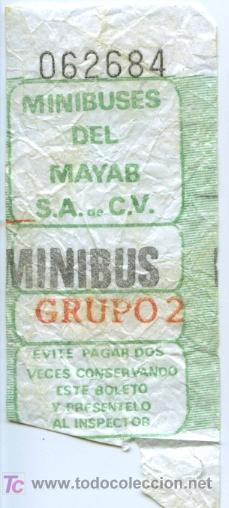 062684
MINIBUSES
DEL
MAYAB
S.A. de C.V.
MINIBUS
GRUPO 2
EVITE PAGAR DOS
VECES CONSERVANDO
ESTE BOLETO
Y PRESENTELO
AL INSPECTOR
TC www.todocoleccion.net